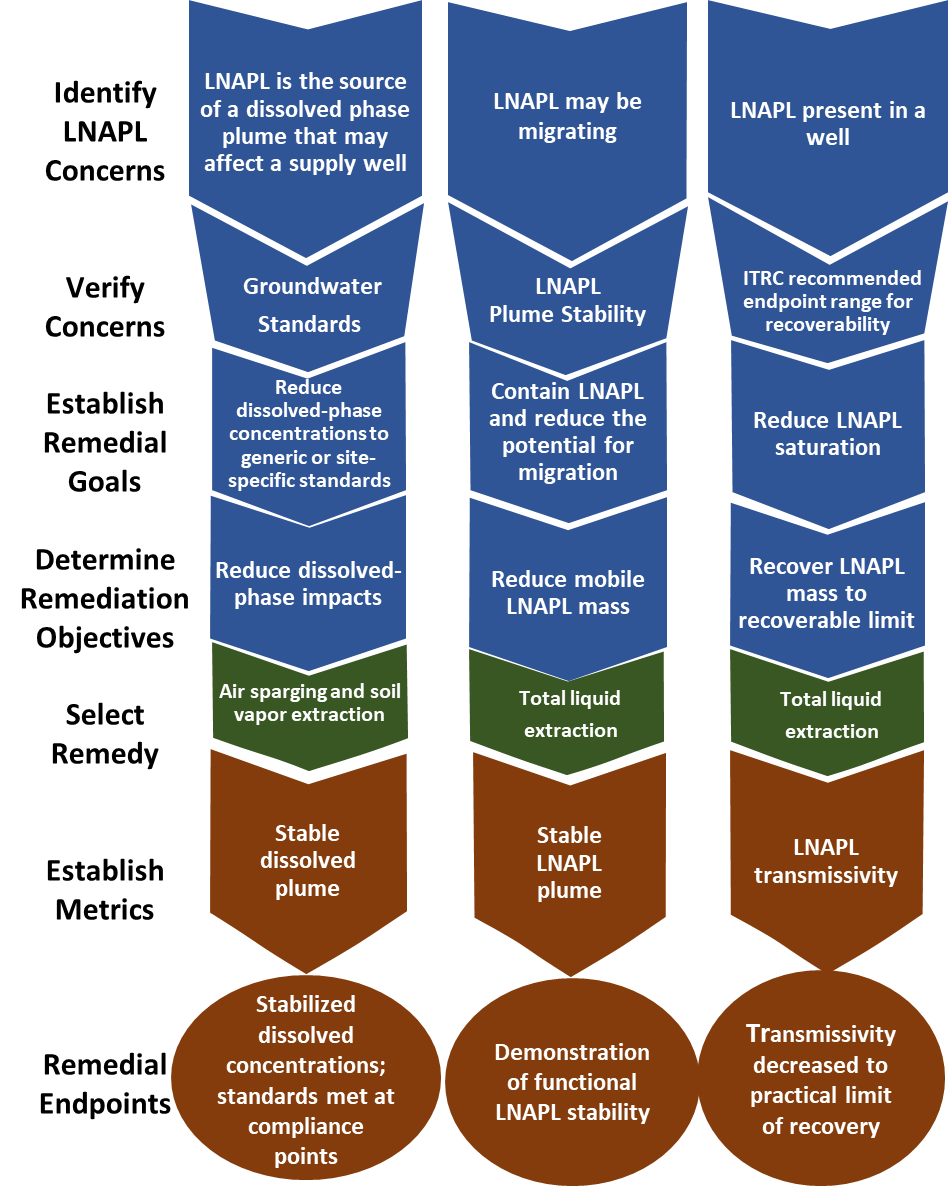 Identify
LNAPL
Concerns
LNAPL is the source
of a dissolved phase
plume that may
affect a supply well
LNAPL may be
migrating
LNAPL present in a
well
Verify
Concerns
Groundwater
Standards
LNAPL
Plume Stability
ITRC recommended
endpoint range for
recoverability
Establish
Remedial
Goals
Reduce
dissolved-phase
concentrations to
generic or site-
specific standards
Contain LNAPL
and reduce the
potential for
migration
Reduce LNAPL
saturation
Determine
Remediation
Objectives
Reduce dissolved-
phase impacts
Reduce mobile
LNAPL mass
Recover LNAPL
mass to
recoverable limit
Select
Remedy
Air sparging and soil
vapor extraction
Total liquid
extraction
Total liquid
extraction
Establish
Metrics
Stable
dissolved
plume
Stable
LNAPL
plume
LNAPL
transmissivity
Remedial
Endpoints
Stabilized
dissolved
concentrations;
standards met at
compliance
points
Demonstration
of functional
LNAPL stability
Transmissivity
decreased to
practical limit
of recovery